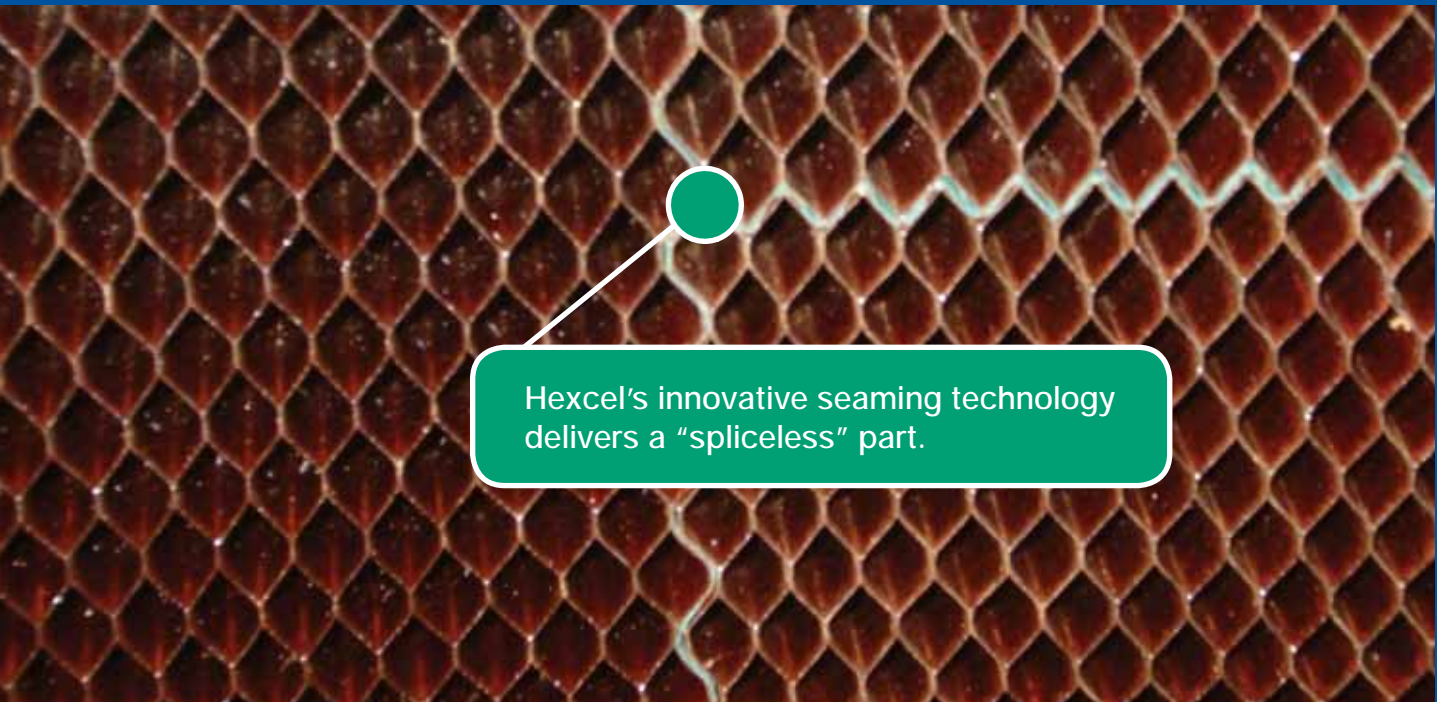 Hexcel's innovative seaming technology
delivers a “spliceless” part.